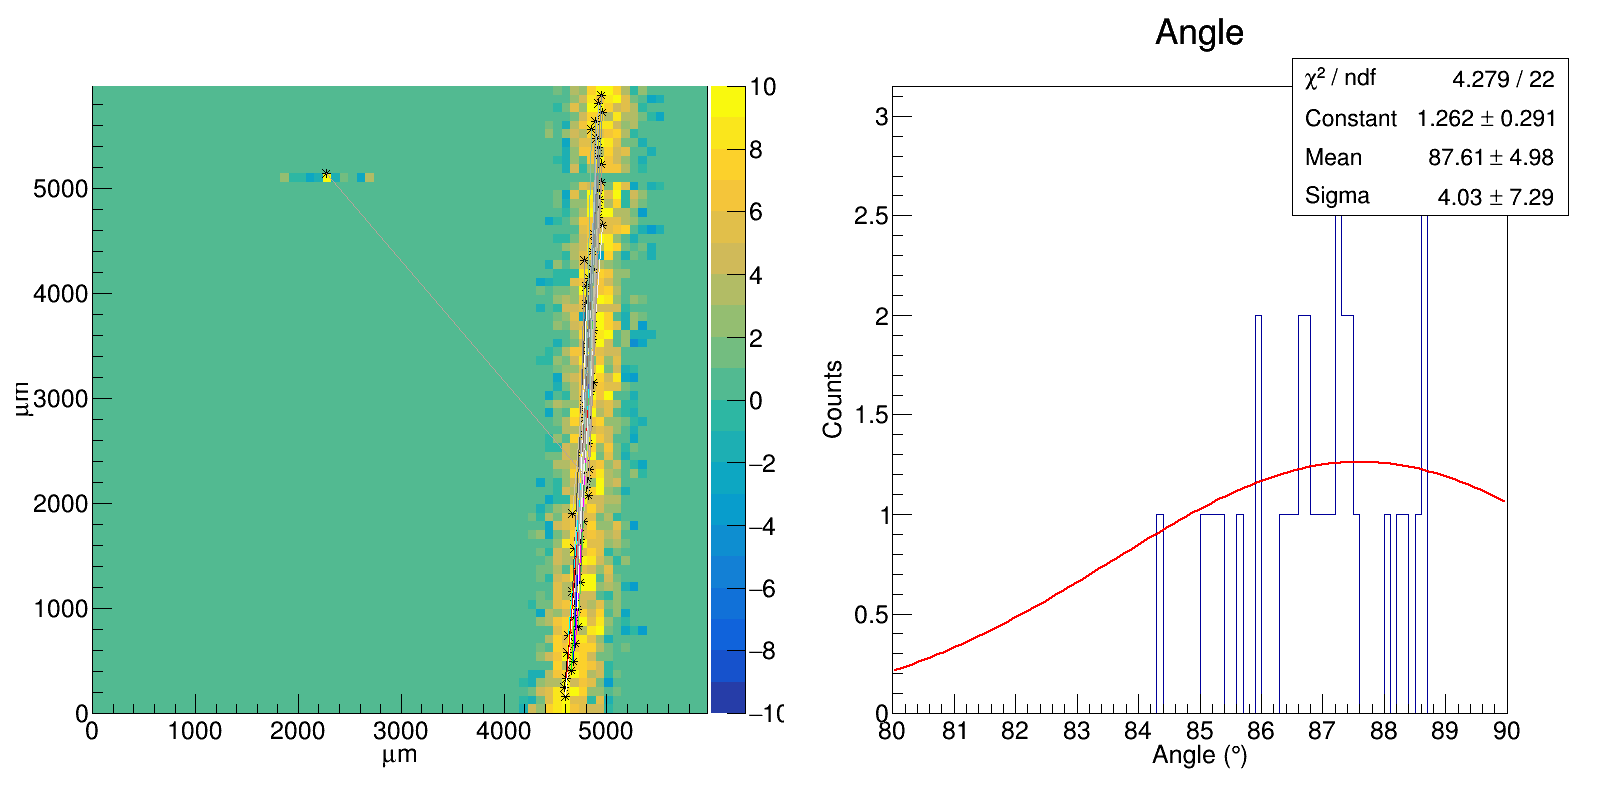 Angle
χ² / ndf 4.279 / 22
Constant 1.262 ± 0.291
Mean 87.61 ± 4.98
Sigma 4.03 ± 7.29
10
8
6
4
2
0
−2
−4
−6
−8
−10
5000
4000
3000
2000
1000
0
μm
0 1000 2000 3000 4000 5000
μm
3
2.5
2
1.5
1
0.5
0
Counts
80 81 82 83 84 85 86 87 88 89 90
Angle (°)